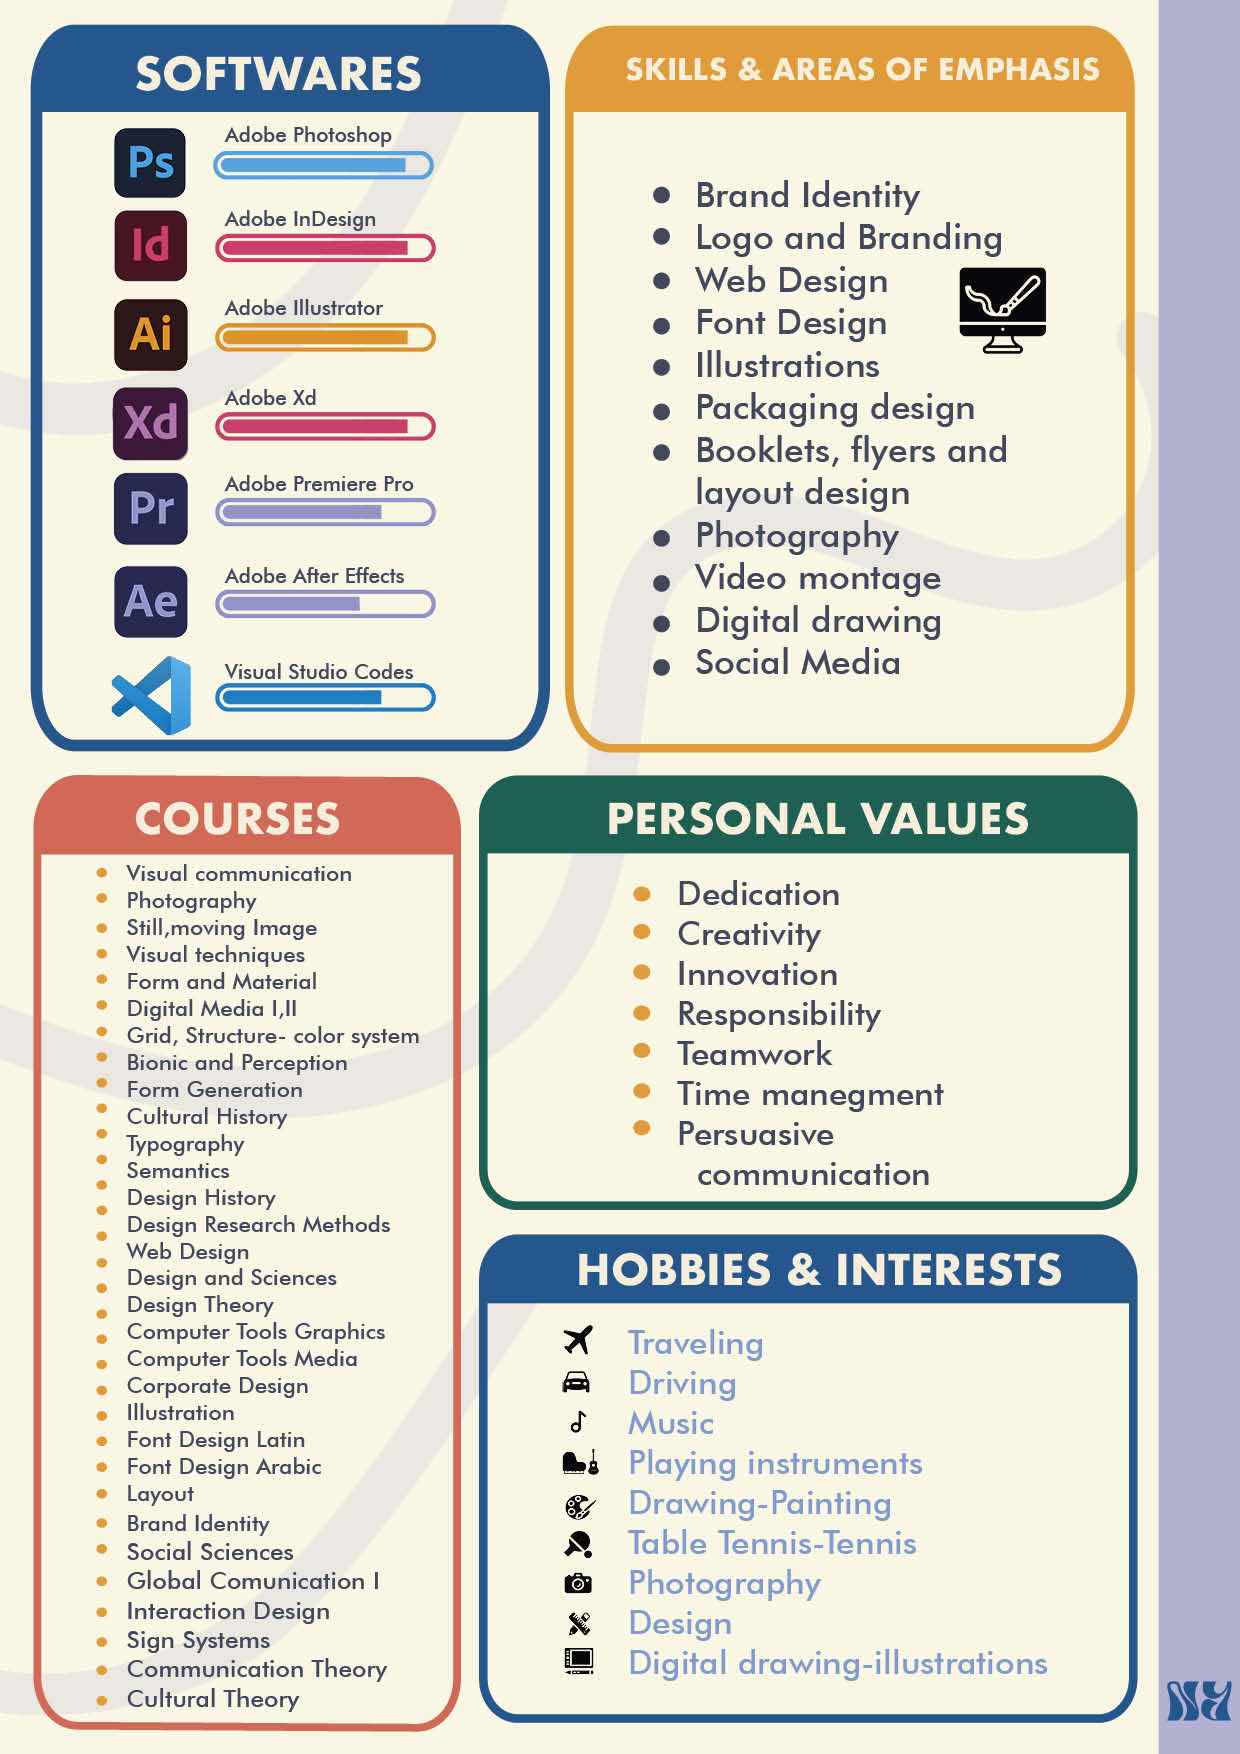 SOFTWARES
Ps
Adobe Photoshop
Id
Adobe InDesign
Ai
Adobe Illustrator
Xd
Adobe Xd
Pr
Adobe Premiere Pro
Ae
Adobe After Effects
Visual Studio Codes
SKILLS & AREAS OF EMPHASIS
Brand Identity
Logo and Branding
Web Design
Font Design
Illustrations
Packaging design
Booklets, flyers and
layout design
Photography
Video montage
Digital drawing
Social Media
COURSES
Visual communication
Photography
Still,moving Image
Visual techniques
Form and Material
Digital Media I,II
Grid, Structure- color system
Bionic and Perception
Form Generation
Cultural History
Typography
Semantics
Design History
Design Research Methods
Web Design
Design and Sciences
Design Theory
Computer Tools Graphics
Computer Tools Media
Corporate Design
Illustration
Font Design Latin
Font Design Arabic
Layout
Brand Identity
Social Sciences
Global Comunication I
Interaction Design
Sign Systems
Communication Theory
Cultural Theory
PERSONAL VALUES
Dedication
Creativity
Innovation
Responsibility
Teamwork
Time manegment
Persuasive
communication
HOBBIES & INTERESTS
Traveling
Driving
Music
Playing instruments
Drawing-Painting
Table Tennis-Tennis
Photography
Design
Digital drawing-illustrations